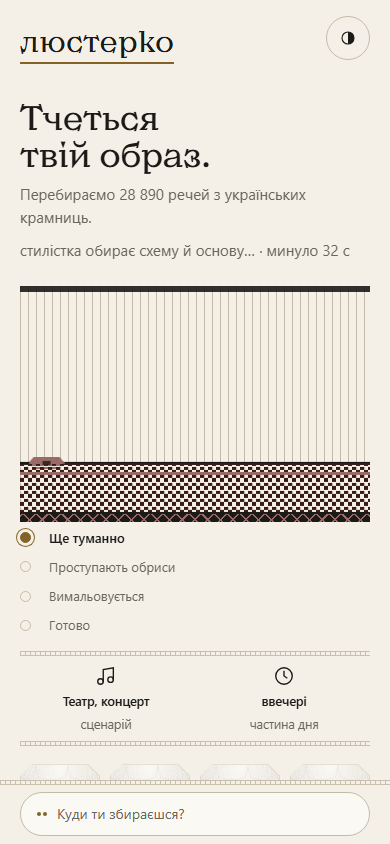 люстерко
Тчеться
твій образ.
Перебираємо 28 890 речей з українських
крамниць.
стилістка обирає схему й основу... · минуло 32 с
Ще туманно
Проступають обриси
Вимальовується
Готово
Театр, концерт
ввечері
сценарій
частина дня
Куди ти збираєшся?